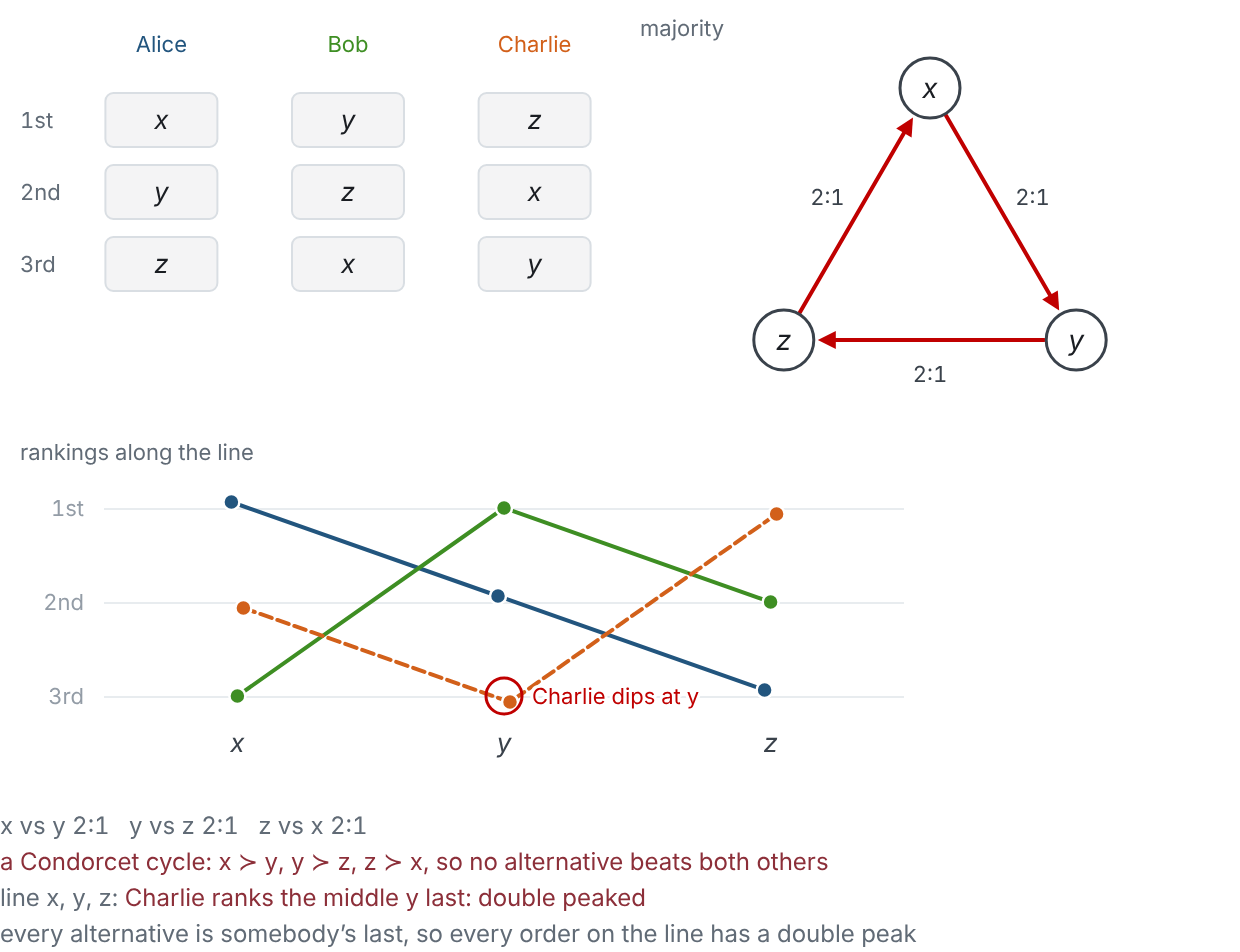 Alice Bob Charlie
majority
1st x y z
2nd y z x
3rd z x y
x
2:1 2:1
z y
2:1
rankings along the line
1st
2nd
3rd
Charlie dips at y
x y z
x vs y 2:1 y vs z 2:1 z vs x 2:1
a Condorcet cycle: x ≻ y, y ≻ z, z ≻ x, so no alternative beats both others
line x, y, z: Charlie ranks the middle y last: double peaked
every alternative is somebody’s last, so every order on the line has a double peak